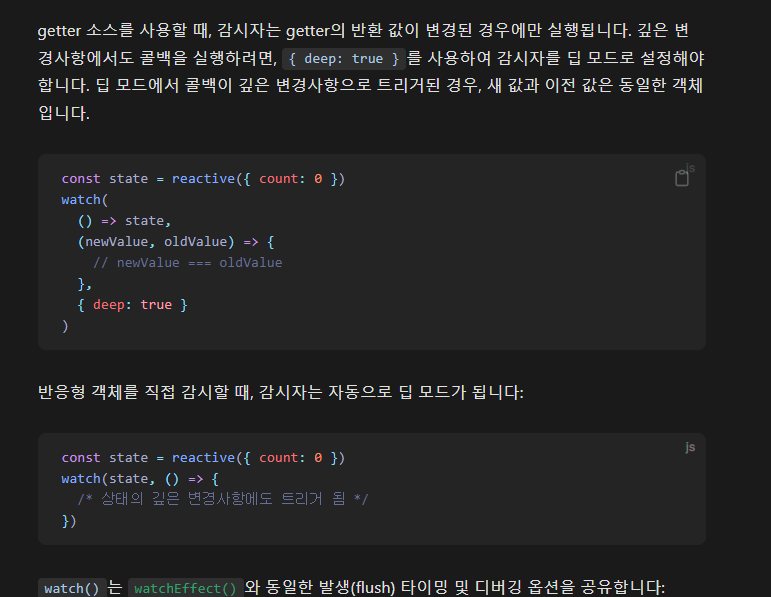 getter 소스를 사용할 때, 감시자는 getter의 반환 값이 변경된 경우에만 실행됩니다. 깊은 변
경사항에서도 콜백을 실행하려면, { deep: true } 를 사용하여 감시자를 딥 모드로 설정해야
합니다. 딥 모드에서 콜백이 깊은 변경사항으로 트리거된 경우, 새 값과 이전 값은 동일한 객체
입니다.
js
const state = reactive({ count: 0 })
watch(
  () => state,
  (newValue, oldValue) => {
    // newValue === oldValue
  },
  { deep: true }
)
반응형 객체를 직접 감시할 때, 감시자는 자동으로 딥 모드가 됩니다:
js
const state = reactive({ count: 0 })
watch(state, () => {
  /* 상태의 깊은 변경사항에도 트리거 됨 */
})
watch() 는 watchEffect() 와 동일한 발생(flush) 타이밍 및 디버깅 옵션을 공유합니다: